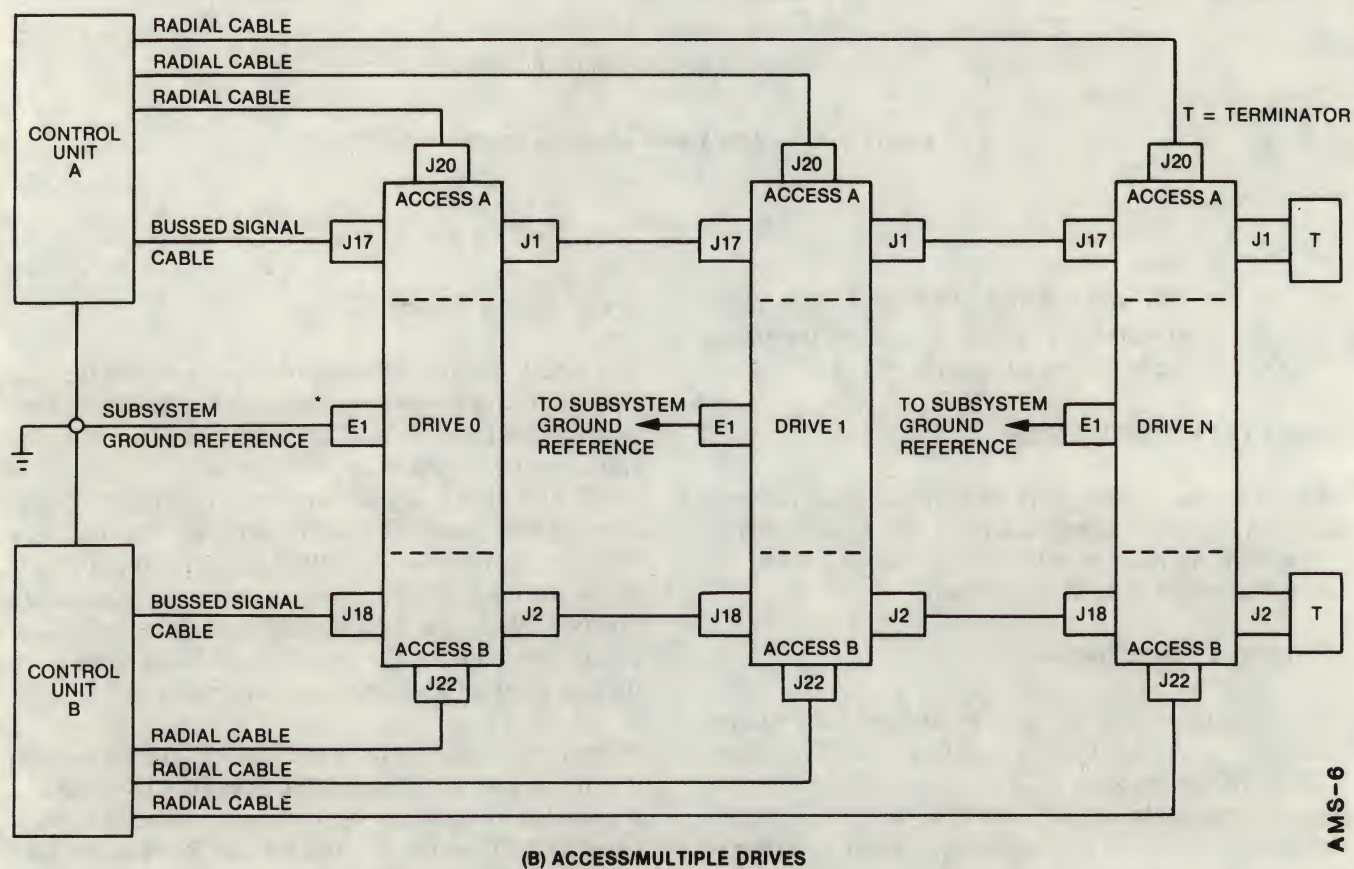 RADIAL CABLE
RADIAL CABLE
RADIAL CABLE
T = TERMINATOR
CONTROL
UNIT
A
J20
J20
J20
ACCESS A
ACCESS A
ACCESS A
BUSSED SIGNAL
CABLE
J17
J1
J17
J1
J17
J1
T
SUBSYSTEM
GROUND REFERENCE
*
E1
DRIVE 0
TO SUBSYSTEM
GROUND
REFERENCE
E1
DRIVE 1
TO SUBSYSTEM
GROUND
REFERENCE
E1
DRIVE N
BUSSED SIGNAL
CABLE
J18
J2
J18
J2
J18
J2
T
ACCESS B
ACCESS B
ACCESS B
CONTROL
UNIT
B
J22
J22
J22
RADIAL CABLE
RADIAL CABLE
RADIAL CABLE
AMS-6
(B) ACCESS/MULTIPLE DRIVES